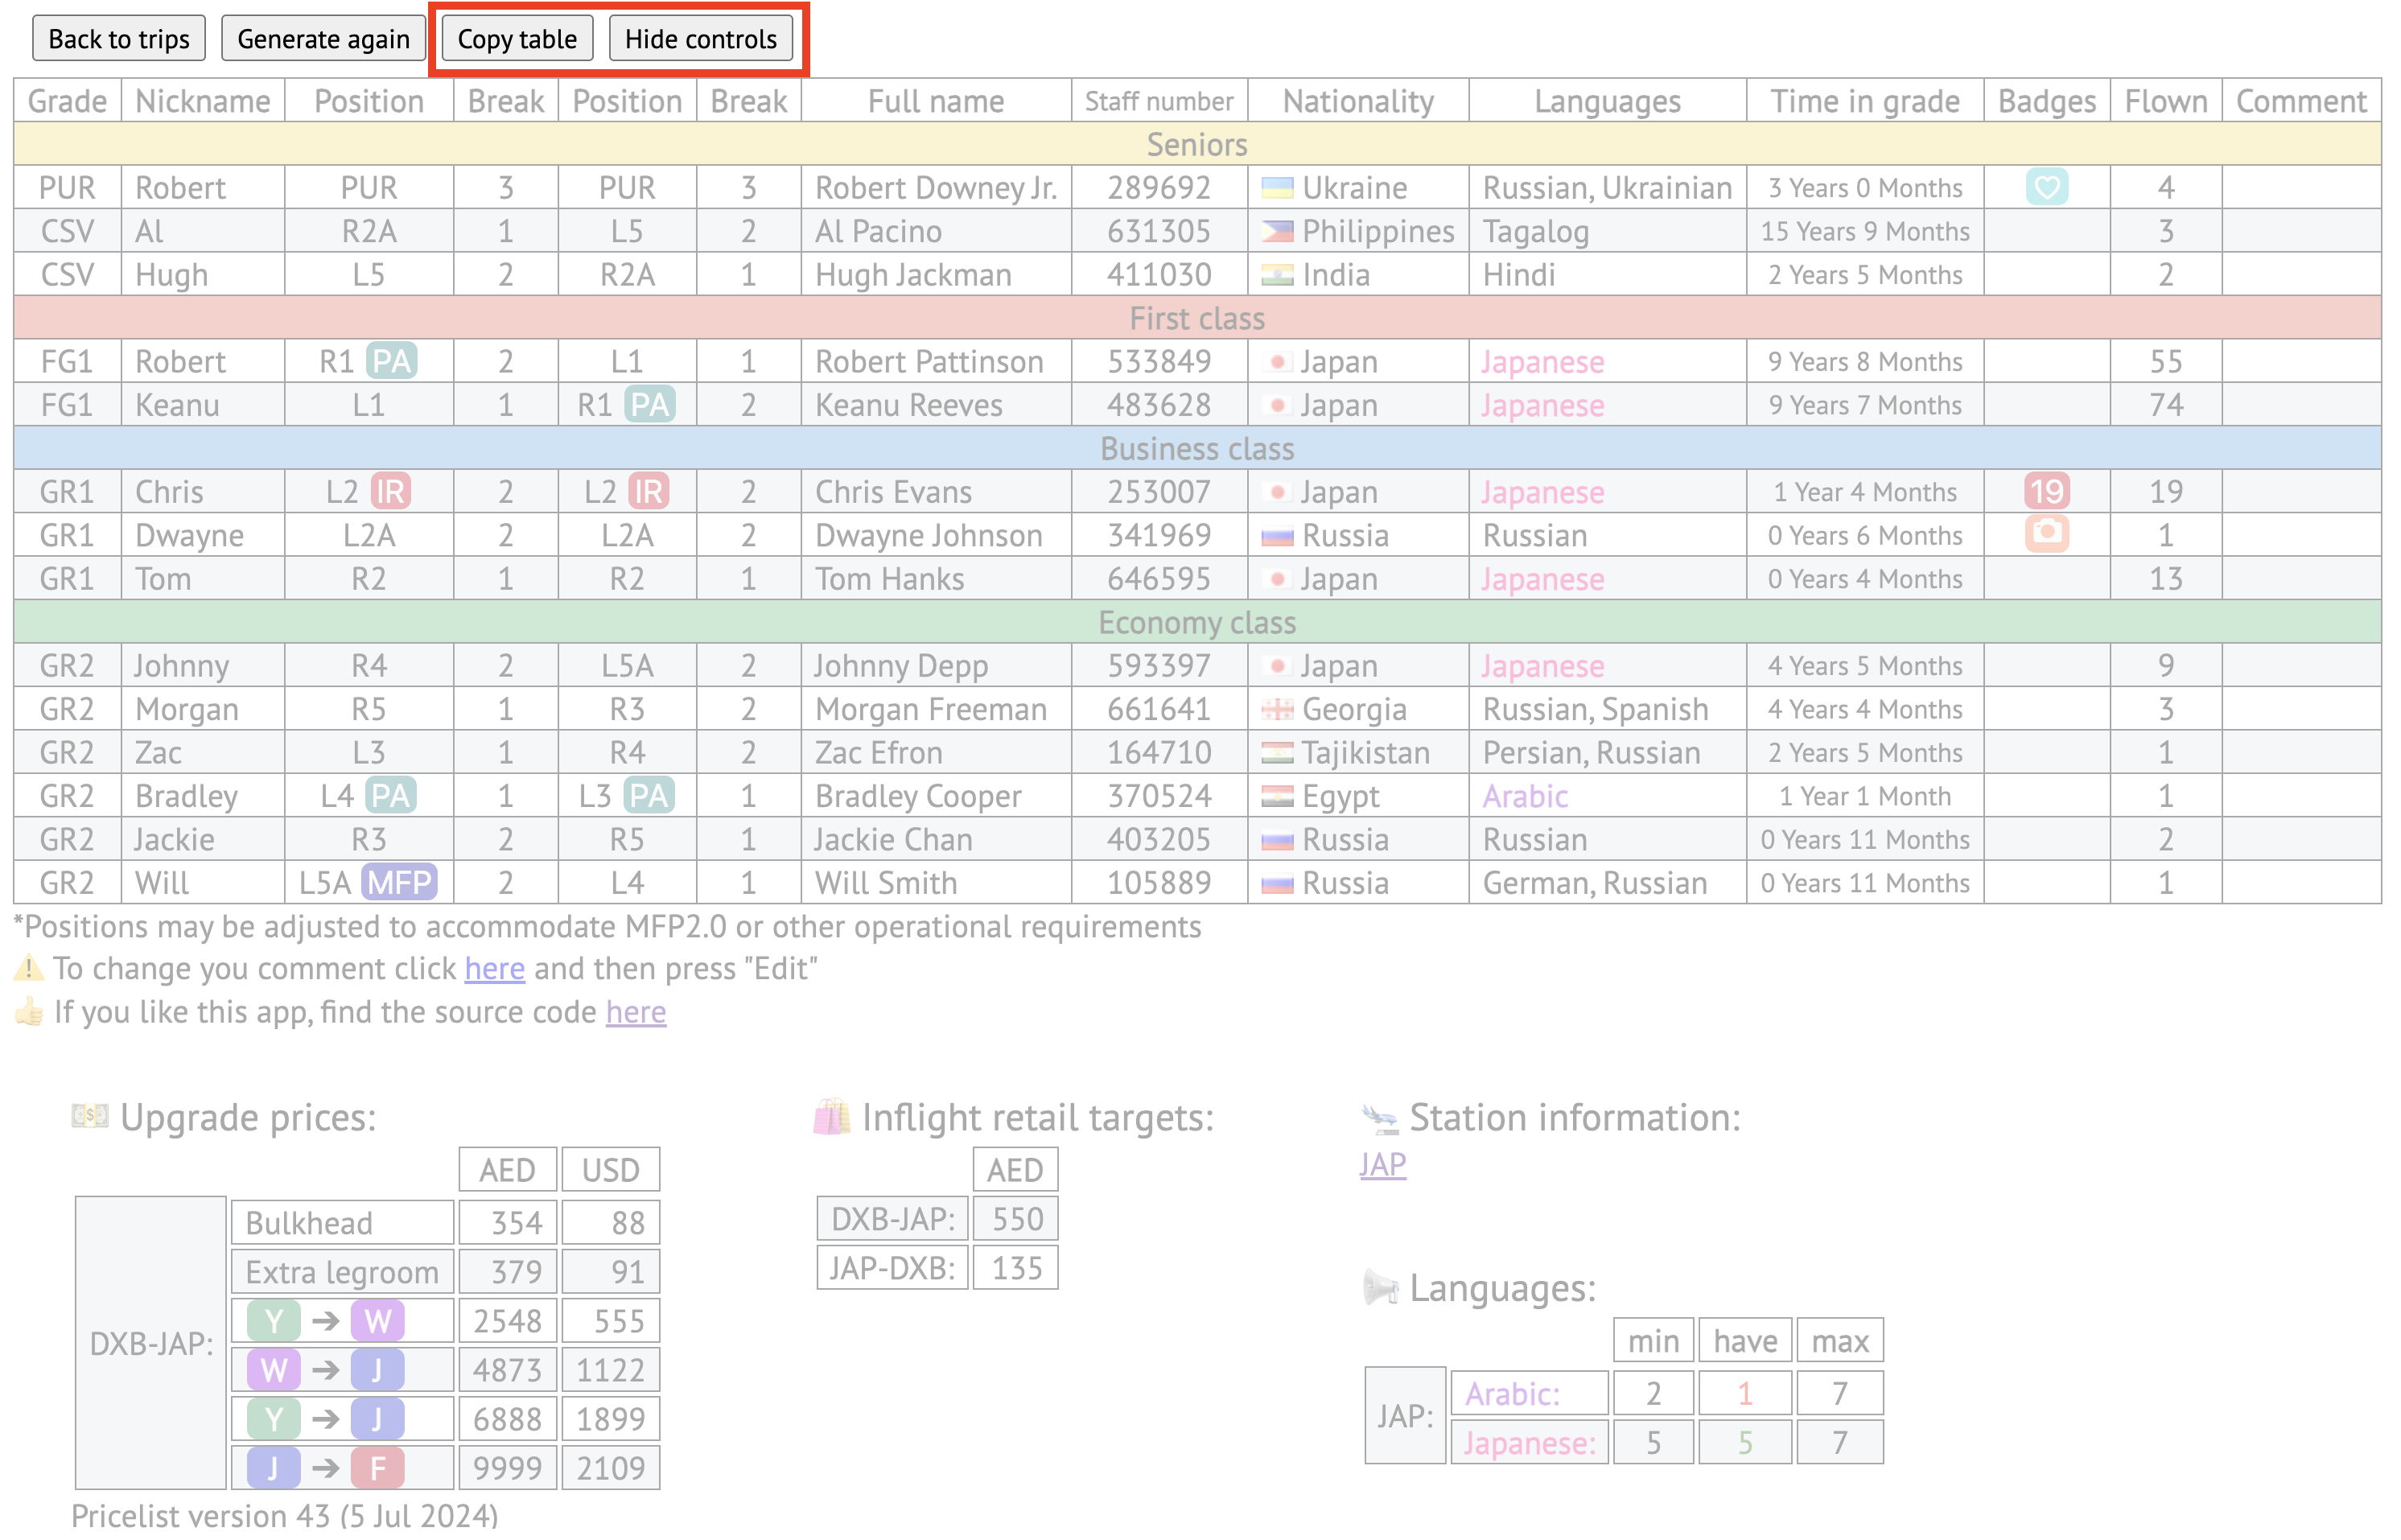 Back to trips Generate again Copy table Hide controls
Grade Nickname Position Break Position Break Full name Staff number Nationality Languages Time in grade Badges Flown Comment
Seniors
PUR Robert PUR 3 PUR 3 Robert Downey Jr. 289692 Ukraine Russian, Ukrainian 3 Years 0 Months 4
CSV Al R2A 1 L5 2 Al Pacino 631305 Philippines Tagalog 15 Years 9 Months 3
CSV Hugh L5 2 R2A 1 Hugh Jackman 411030 India Hindi 2 Years 5 Months 2
First class
FG1 Robert R1 PA 2 L1 1 Robert Pattinson 533849 Japan Japanese 9 Years 8 Months 55
FG1 Keanu L1 1 R1 PA 2 Keanu Reeves 483628 Japan Japanese 9 Years 7 Months 74
Business class
GR1 Chris L2 IR 2 L2 IR 2 Chris Evans 253007 Japan Japanese 1 Year 4 Months 19 19
GR1 Dwayne L2A 2 L2A 2 Dwayne Johnson 341969 Russia Russian 0 Years 6 Months 1
GR1 Tom R2 1 R2 1 Tom Hanks 646595 Japan Japanese 0 Years 4 Months 13
Economy class
GR2 Johnny R4 2 L5A 2 Johnny Depp 593397 Japan Japanese 4 Years 5 Months 9
GR2 Morgan R5 1 R3 2 Morgan Freeman 661641 Georgia Russian, Spanish 4 Years 4 Months 3
GR2 Zac L3 1 R4 2 Zac Efron 164710 Tajikistan Persian, Russian 2 Years 5 Months 1
GR2 Bradley L4 PA 1 L3 PA 1 Bradley Cooper 370524 Egypt Arabic 1 Year 1 Month 1
GR2 Jackie R3 2 R5 1 Jackie Chan 403205 Russia Russian 0 Years 11 Months 2
GR2 Will L5A MFP 2 L4 1 Will Smith 105889 Russia German, Russian 0 Years 11 Months 1
*Positions may be adjusted to accommodate MFP2.0 or other operational requirements
To change you comment click here and then press "Edit"
If you like this app, find the source code here
Upgrade prices:
AED USD
DXB-JAP:
Bulkhead 354 88
Extra legroom 379 91
Y ➔ W 2548 555
W ➔ J 4873 1122
Y ➔ J 6888 1899
J ➔ F 9999 2109
Pricelist version 43 (5 Jul 2024)
Inflight retail targets:
AED
DXB-JAP: 550
JAP-DXB: 135
Station information:
JAP
Languages:
min have max
JAP:
Arabic: 2 1 7
Japanese: 5 5 7